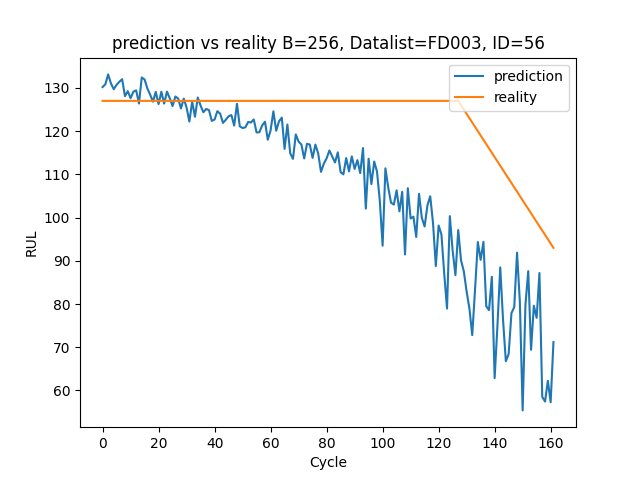 prediction vs reality B=256, Datalist=FD003, ID=56
prediction
reality
RUL
130
120
110
100
90
80
70
60
0 20 40 60 80 100 120 140 160
Cycle